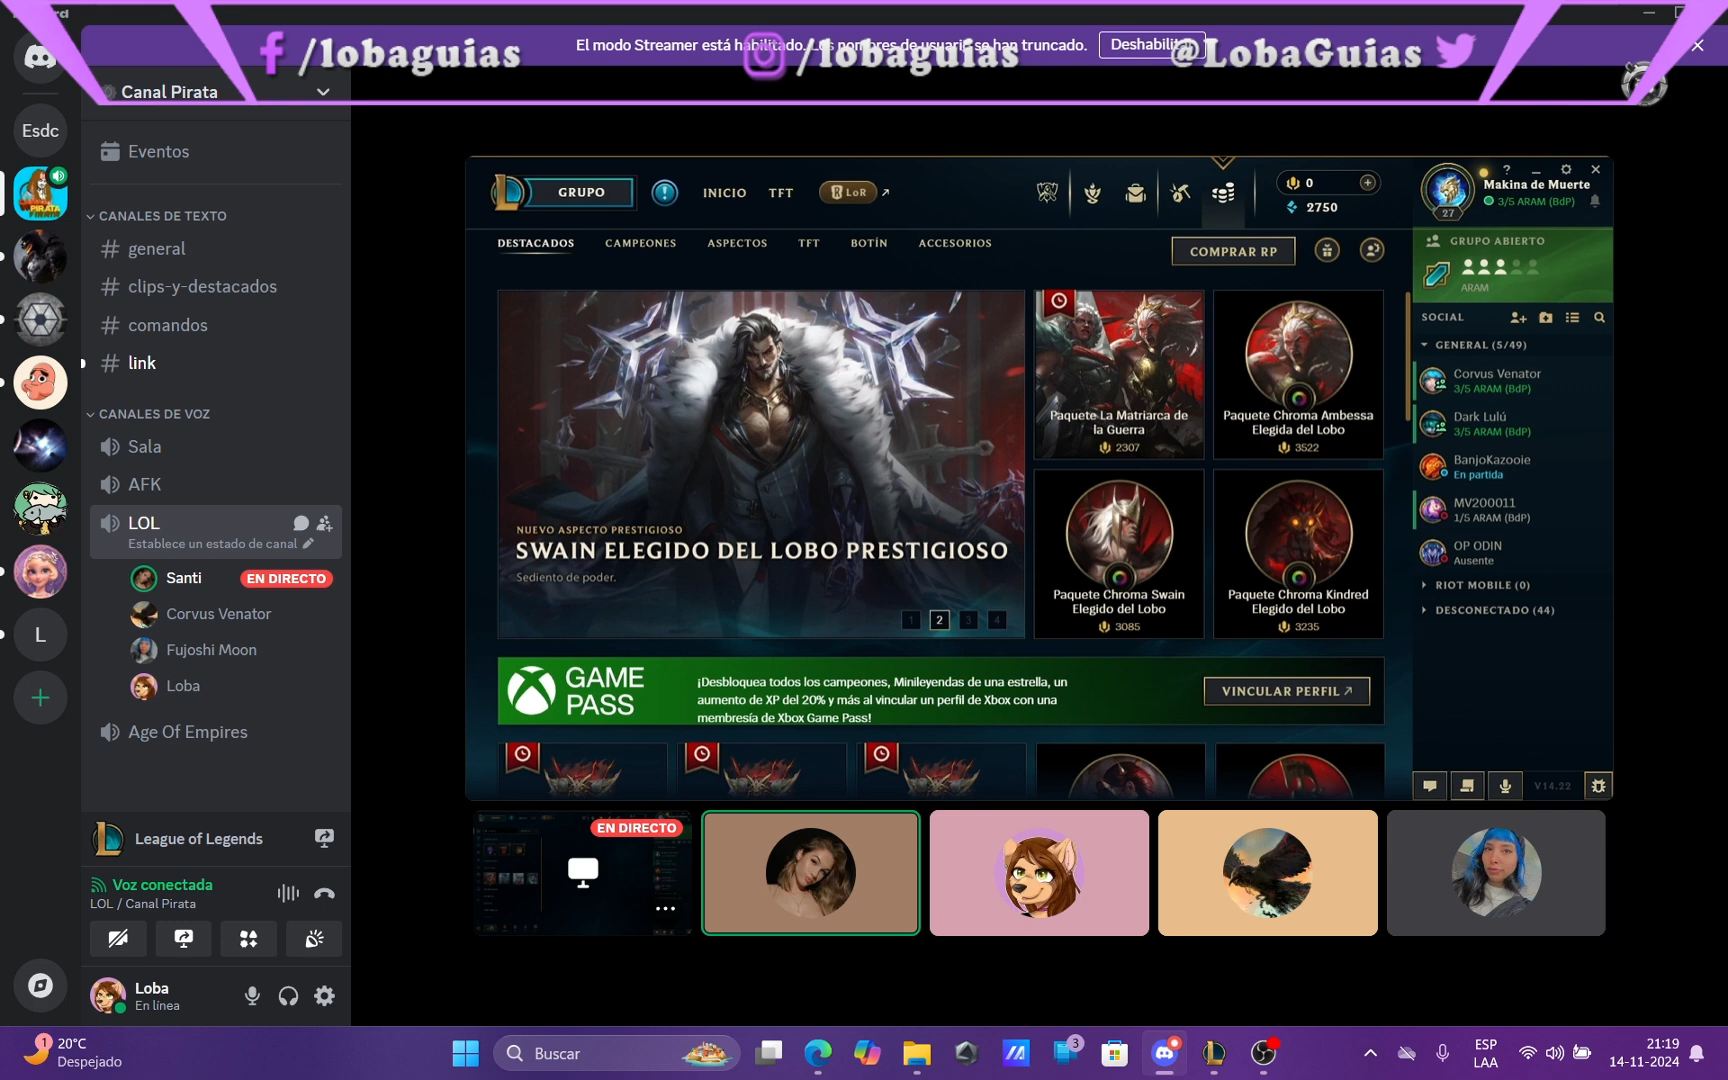 /lobaguias
/lobaguias
@LobaGuias
El modo Streamer está habilitado. Los nombres de usuario se han truncado.
Deshabilitar
Canal Pirata
Esdc
Eventos
CANALES DE TEXTO
general
clips-y-destacados
comandos
link
CANALES DE VOZ
Sala
AFK
LOL
Establece un estado de canal
Santi
EN DIRECTO
Corvus Venator
Fujoshi Moon
Loba
L
Age Of Empires
League of Legends
Voz conectada
LOL / Canal Pirata
Loba
En línea
GRUPO
INICIO
TFT
LoR
0
2750
27
Makina de Muerte
3/5 ARAM (BdP)
DESTACADOS
CAMPEONES
ASPECTOS
TFT
BOTÍN
ACCESORIOS
COMPRAR RP
NUEVO ASPECTO PRESTIGIOSO
SWAIN ELEGIDO DEL LOBO PRESTIGIOSO
Sediento de poder.
1
2
3
4
Paquete La Matriarca de
la Guerra
2307
Paquete Chroma Ambessa
Elegida del Lobo
3522
Paquete Chroma Swain
Elegido del Lobo
3085
Paquete Chroma Kindred
Elegido del Lobo
3235
GAME
PASS
¡Desbloquea todos los campeones, Minileyendas de una estrella, un
aumento de XP del 20% y más al vincular un perfil de Xbox con una
membresía de Xbox Game Pass!
VINCULAR PERFIL
GRUPO ABIERTO
ARAM
SOCIAL
GENERAL (5/49)
Corvus Venator
3/5 ARAM (BdP)
Dark Lulú
3/5 ARAM (BdP)
BanjoKazooie
En partida
MV200011
1/5 ARAM (BdP)
OP ODIN
Ausente
RIOT MOBILE (0)
DESCONECTADO (44)
V14.22
EN DIRECTO
1
20°C
Despejado
Buscar
3
ESP
LAA
21:19
14-11-2024